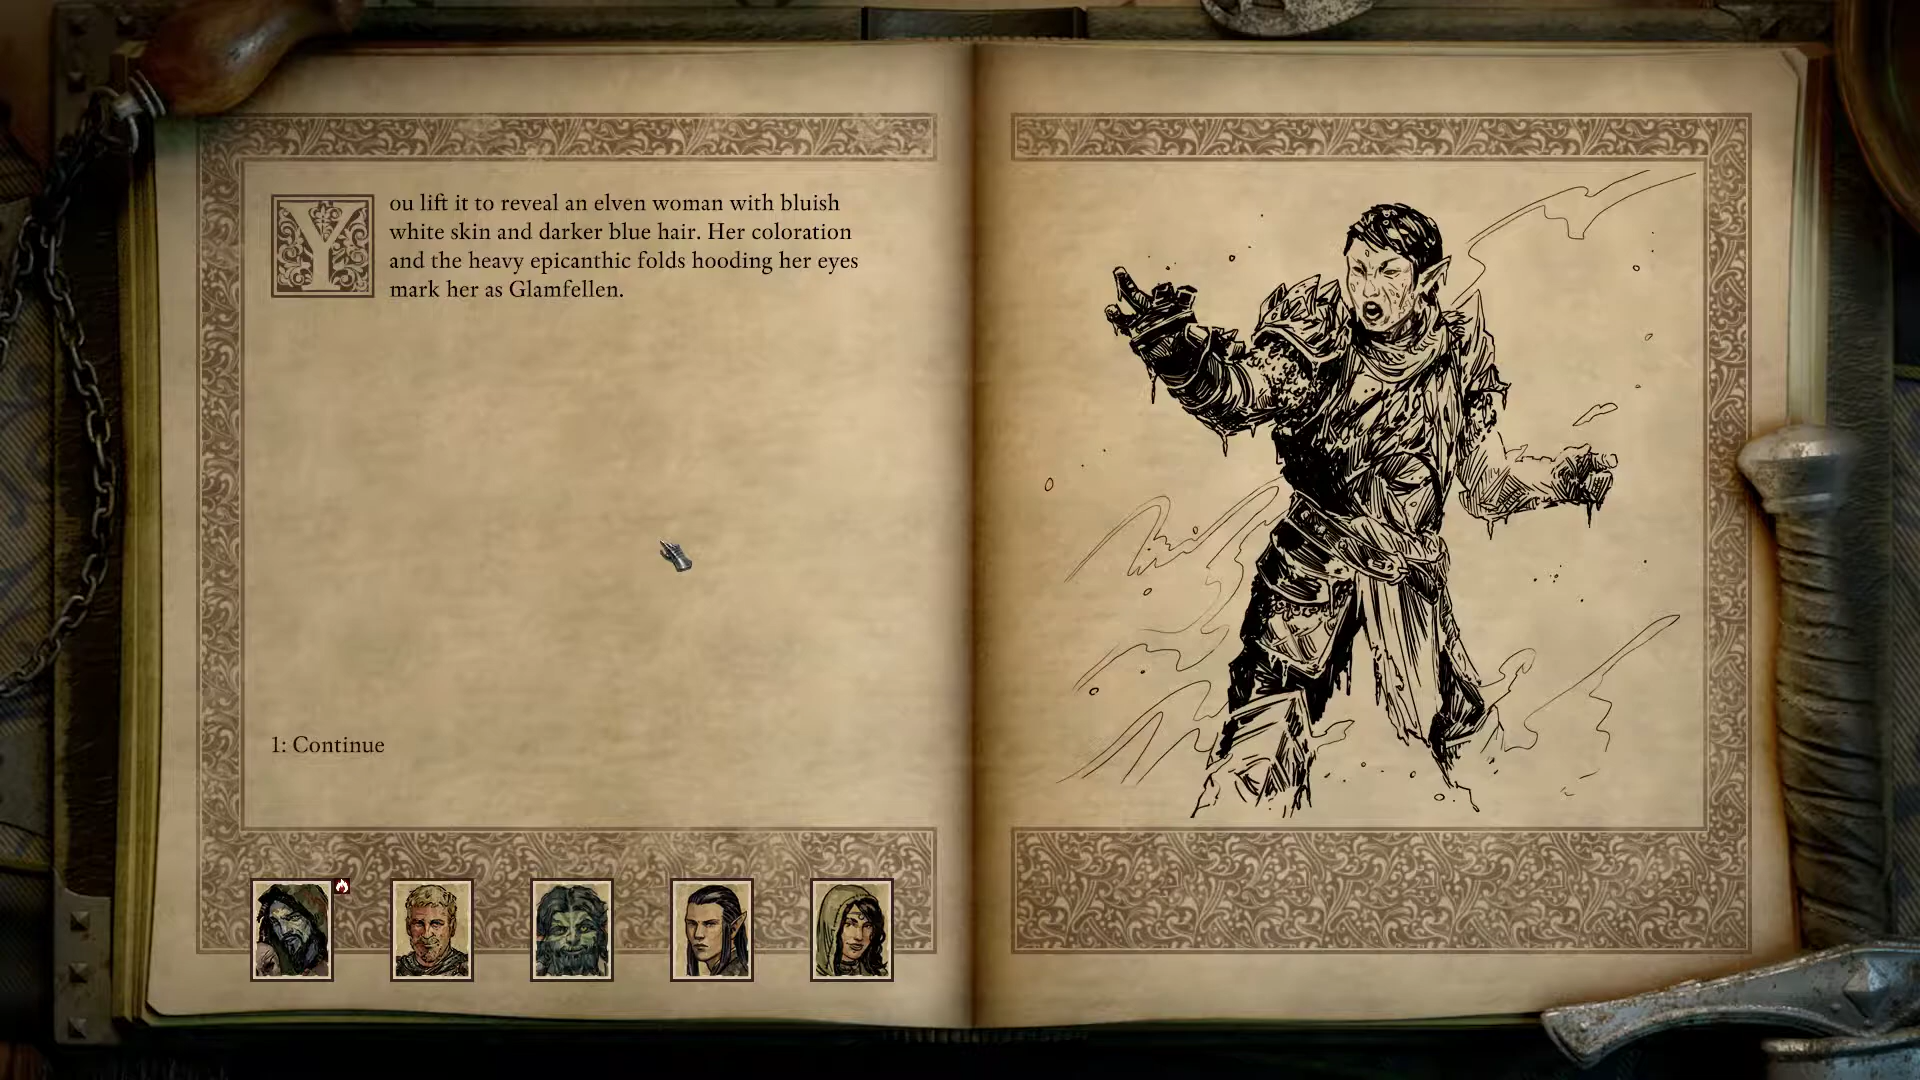 You lift it to reveal an elven woman with bluish
white skin and darker blue hair. Her coloration
and the heavy epicanthic folds hooding her eyes
mark her as Glamfellen.
1: Continue